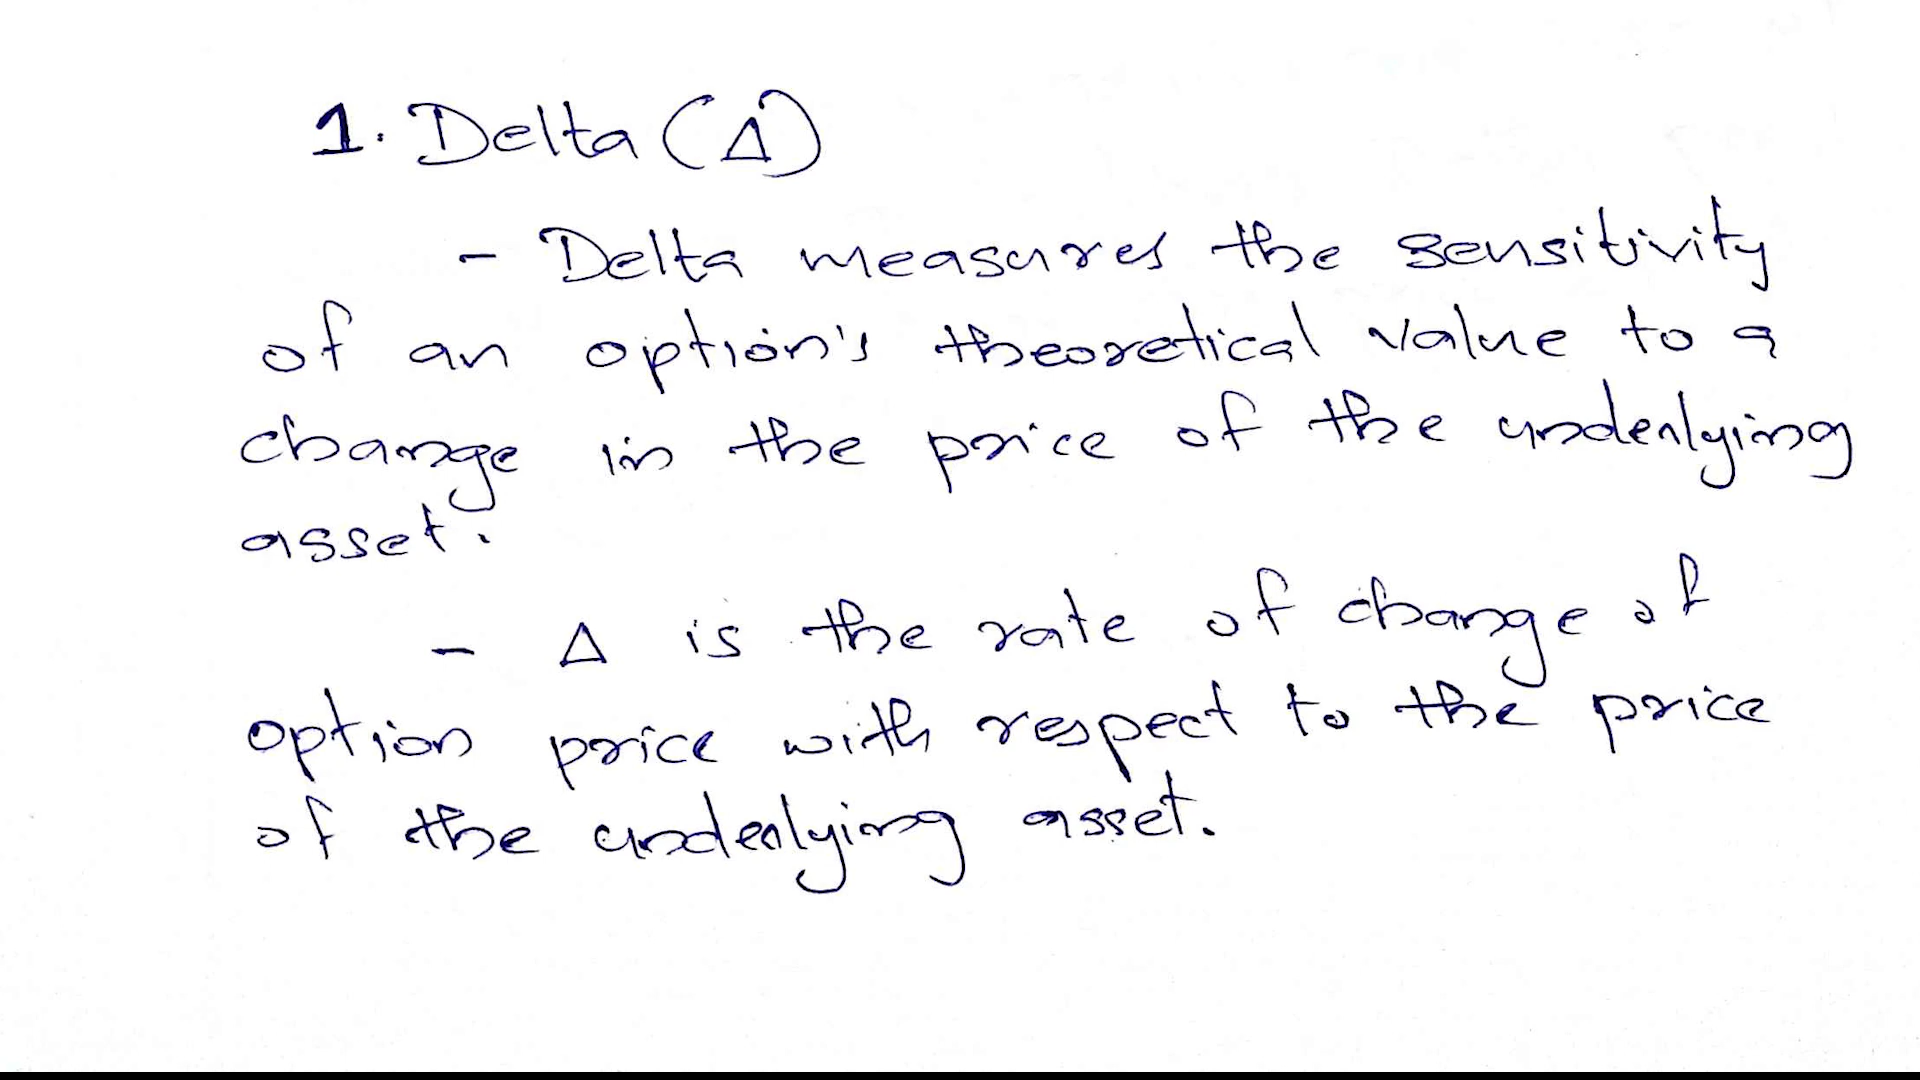 1. Delta (Δ)
- Delta measures the sensitivity
of an option's theoretical value to a
change in the price of the underlying
asset.
- Δ is the rate of change of
option price with respect to the price
of the underlying asset.